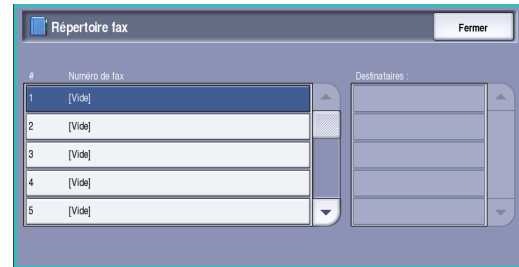 Répertoire fax
Fermer
# Numéro de fax Destinataires :
1 [Vide]
2 [Vide]
3 [Vide]
4 [Vide]
5 [Vide]